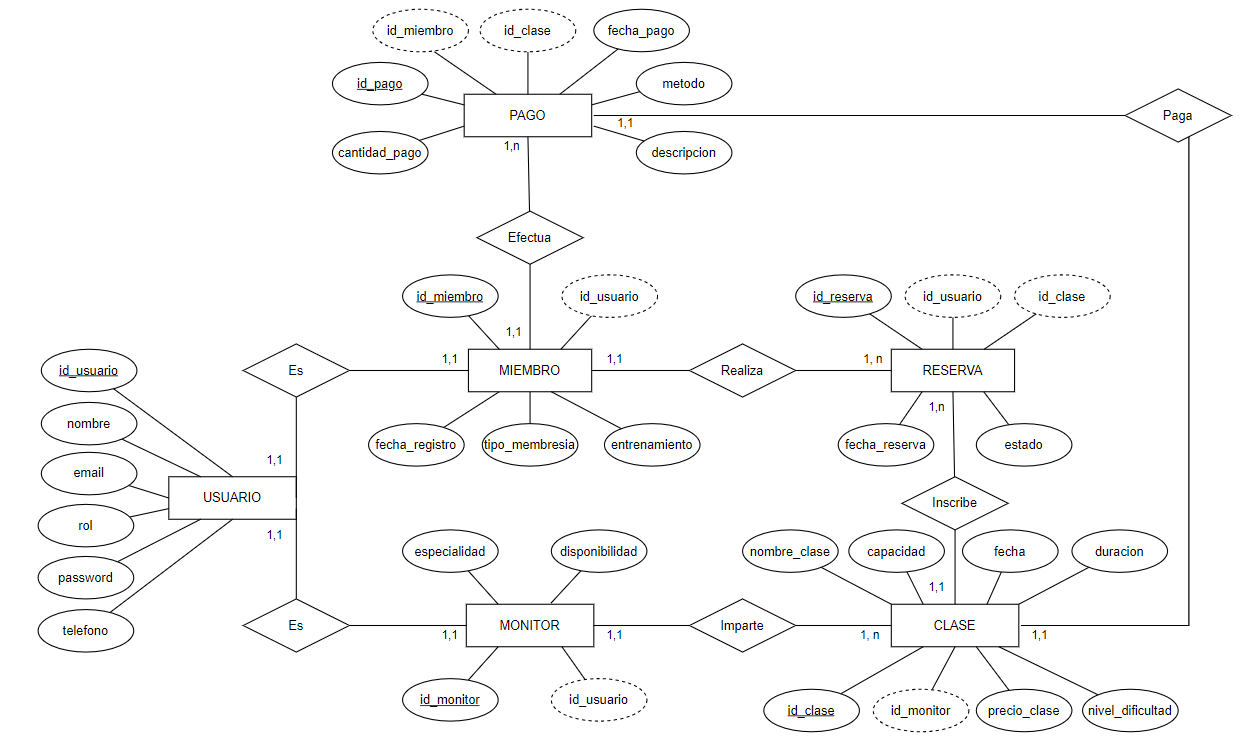 id_miembro
id_clase
fecha_pago
id_pago
metodo
PAGO
1,1
Paga
cantidad_pago
1,n
descripcion
Efectua
id_miembro
id_usuario
id_reserva
id_usuario
id_clase
1,1
Es
1,1
MIEMBRO
1,1
Realiza
1, n
RESERVA
id_usuario
1,n
nombre
fecha_registro
tipo_membresia
entrenamiento
fecha_reserva
estado
email
1,1
USUARIO
Inscribe
rol
1,1
especialidad
disponibilidad
nombre_clase
capacidad
fecha
duracion
password
1,1
telefono
Es
1,1
MONITOR
1,1
Imparte
1, n
CLASE
1,1
id_monitor
id_usuario
id_clase
id_monitor
precio_clase
nivel_dificultad